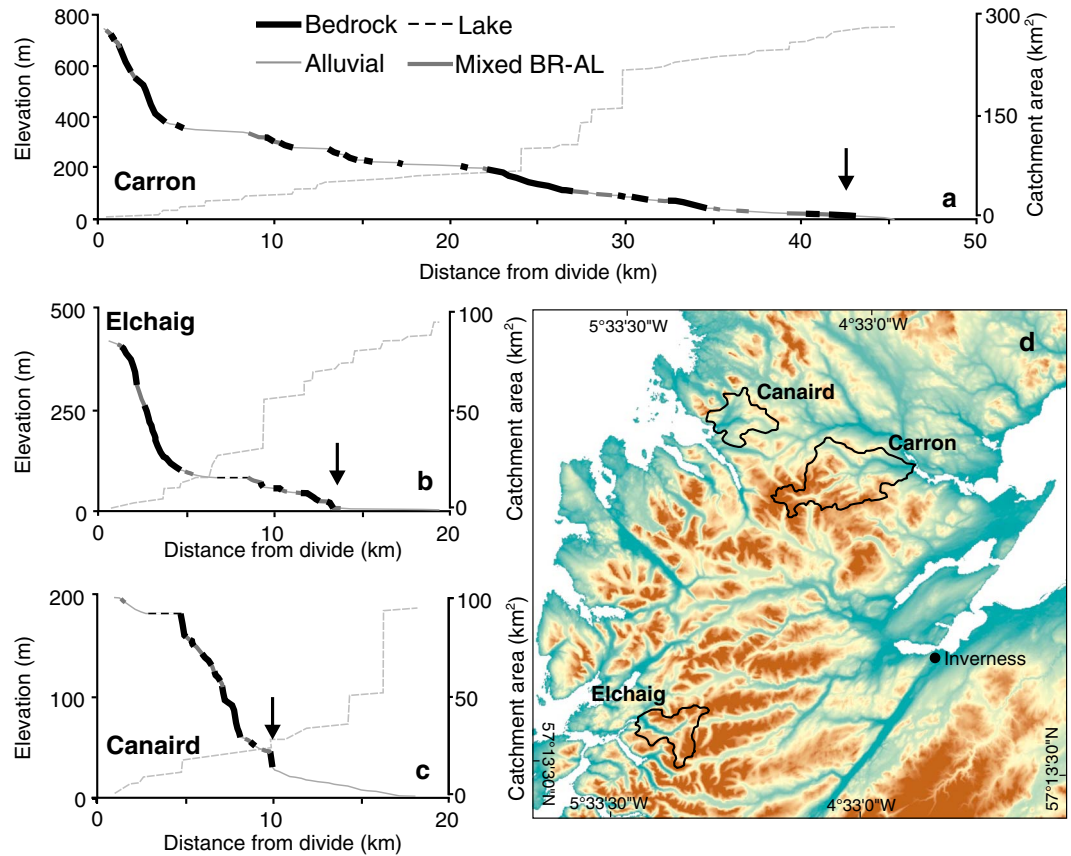 Bedrock
Lake
Alluvial
Mixed BR-AL
Elevation (m)
800
600
400
200
0
Carron
a
300
150
0
Catchment area (km²)
0
10
20
30
40
50
Distance from divide (km)
Elchaig
Elevation (m)
500
250
0
b
100
50
0
Catchment area (km²)
0
5
10
15
20
Distance from divide (km)
Elevation (m)
200
100
0
Canaird
c
100
50
0
Catchment area (km²)
0
10
20
Distance from divide (km)
5°33'30"W
4°33'0"W
d
Canaird
Carron
Inverness
Elchaig
57°13'30"N
57°13'30"N
5°33'30"W
4°33'0"W